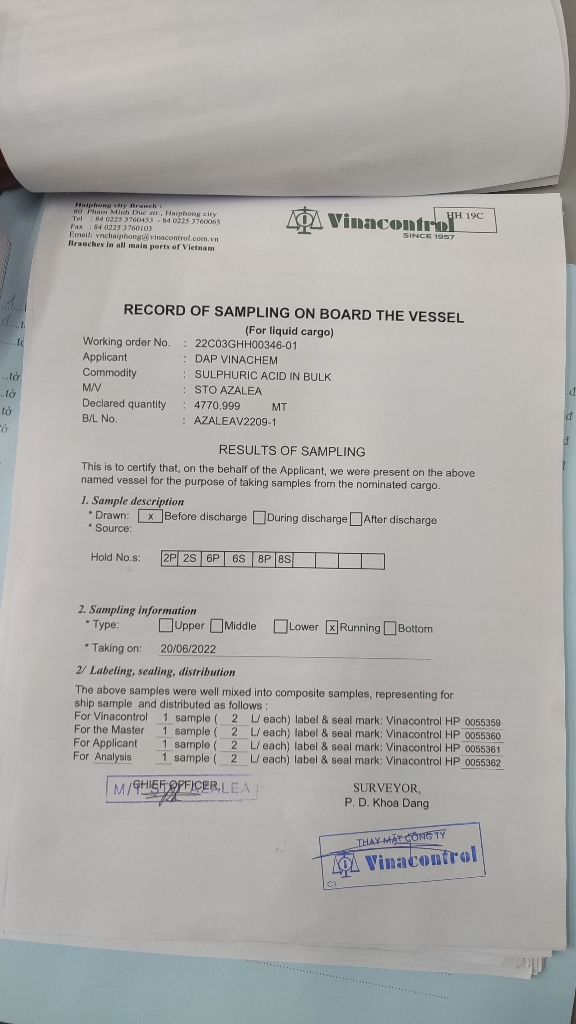 Haiphong city Branch :
80 Pham Minh Duc str., Haiphong city
Tel : 84 0225 3760453 - 84 0225 3760065
Fax : 84 0225 3760103
Email: vnchaiphong@vinacontrol.com.vn
Branches in all main ports of Vietnam
Vinacontrol
SINCE 1957
HH 19C
RECORD OF SAMPLING ON BOARD THE VESSEL
(For liquid cargo)
Working order No. : 22C03GHH00346-01
Applicant : DAP VINACHEM
Commodity : SULPHURIC ACID IN BULK
M/V : STO AZALEA
Declared quantity : 4770.999 MT
B/L No. : AZALEAV2209-1
RESULTS OF SAMPLING
This is to certify that, on the behalf of the Applicant, we were present on the above
named vessel for the purpose of taking samples from the nominated cargo.
1. Sample description
* Drawn: x Before discharge During discharge After discharge
* Source:
Hold No.s: 2P 2S 6P 6S 8P 8S
2. Sampling information
* Type: Upper Middle Lower x Running Bottom
* Taking on: 20/06/2022
2/ Labeling, sealing, distribution
The above samples were well mixed into composite samples, representing for
ship sample and distributed as follows :
For Vinacontrol 1 sample ( 2 L/ each) label & seal mark: Vinacontrol HP 0055359
For the Master 1 sample ( 2 L/ each) label & seal mark: Vinacontrol HP 0055360
For Applicant 1 sample ( 2 L/ each) label & seal mark: Vinacontrol HP 0055361
For Analysis 1 sample ( 2 L/ each) label & seal mark: Vinacontrol HP 0055362
CHIEF OFFICER,
M/T STO AZALEA
SURVEYOR,
P. D. Khoa Dang
THAY MẶT CÔNG TY
Vinacontrol
C1